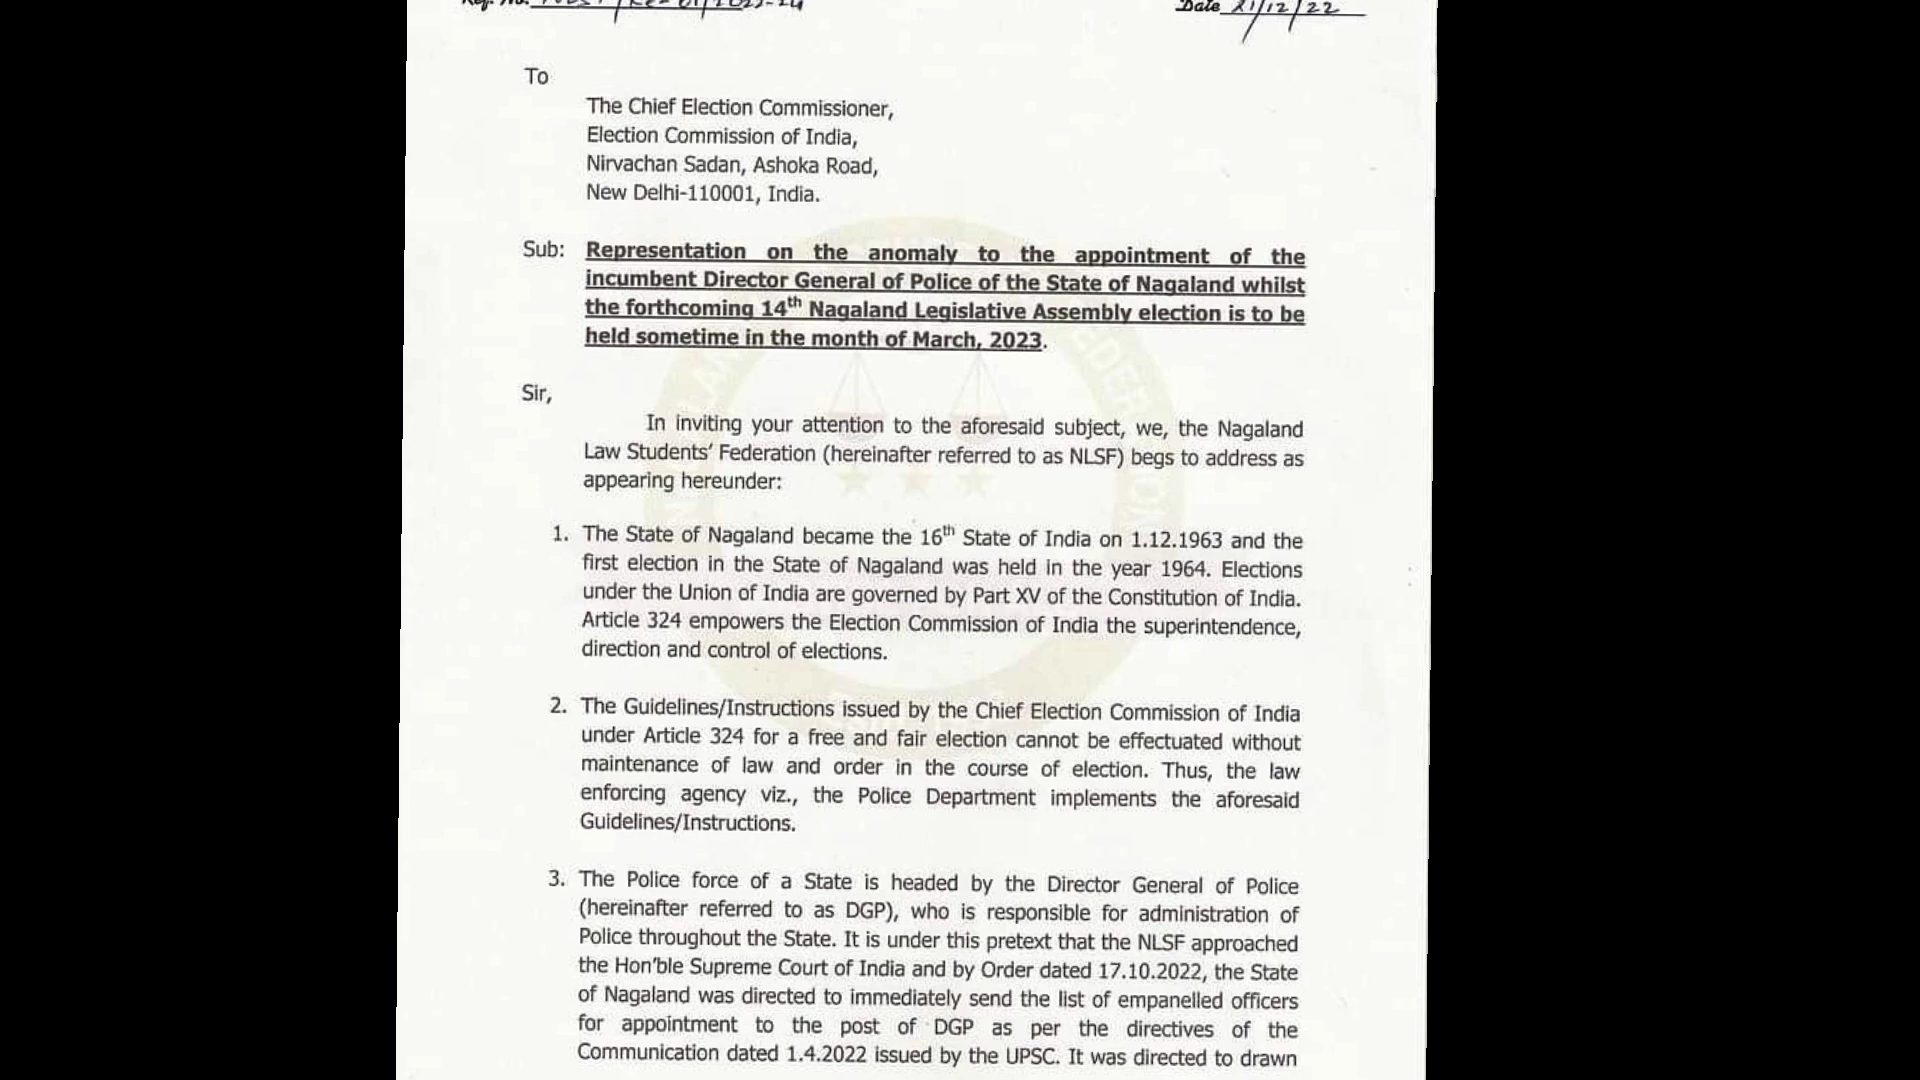 Ref. No.
Date 21/12/22
To
The Chief Election Commissioner,
Election Commission of India,
Nirvachan Sadan, Ashoka Road,
New Delhi-110001, India.
Sub: Representation on the anomaly to the appointment of the
incumbent Director General of Police of the State of Nagaland whilst
the forthcoming 14th Nagaland Legislative Assembly election is to be
held sometime in the month of March, 2023.
Sir,
In inviting your attention to the aforesaid subject, we, the Nagaland
Law Students' Federation (hereinafter referred to as NLSF) begs to address as
appearing hereunder:
1. The State of Nagaland became the 16th State of India on 1.12.1963 and the
first election in the State of Nagaland was held in the year 1964. Elections
under the Union of India are governed by Part XV of the Constitution of India.
Article 324 empowers the Election Commission of India the superintendence,
direction and control of elections.
2. The Guidelines/Instructions issued by the Chief Election Commission of India
under Article 324 for a free and fair election cannot be effectuated without
maintenance of law and order in the course of election. Thus, the law
enforcing agency viz., the Police Department implements the aforesaid
Guidelines/Instructions.
3. The Police force of a State is headed by the Director General of Police
(hereinafter referred to as DGP), who is responsible for administration of
Police throughout the State. It is under this pretext that the NLSF approached
the Hon'ble Supreme Court of India and by Order dated 17.10.2022, the State
of Nagaland was directed to immediately send the list of empanelled officers
for appointment to the post of DGP as per the directives of the
Communication dated 1.4.2022 issued by the UPSC. It was directed to drawn